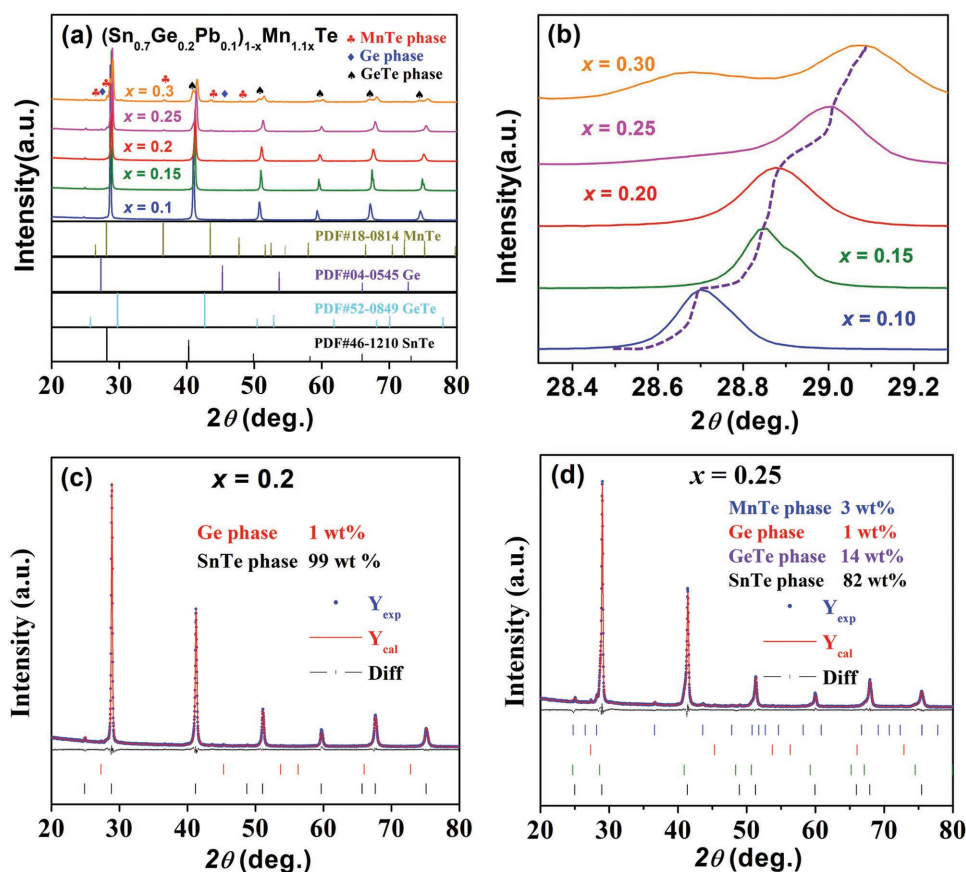 (a) (Sn0.7Ge0.2Pb0.1)1-xMn1.1xTe
♣ MnTe phase
♦ Ge phase
♠ GeTe phase
x = 0.3
x = 0.25
x = 0.2
x = 0.15
x = 0.1
PDF#18-0814 MnTe
PDF#04-0545 Ge
PDF#52-0849 GeTe
PDF#46-1210 SnTe
Intensity(a.u.)
20 30 40 50 60 70 80
2θ (deg.)
(b)
x = 0.30
x = 0.25
x = 0.20
x = 0.15
x = 0.10
Intensity(a.u.)
28.4 28.6 28.8 29.0 29.2
2θ (deg.)
(c) x = 0.2
Ge phase 1 wt%
SnTe phase 99 wt %
Yexp
Ycal
Diff
Intensity (a.u.)
20 30 40 50 60 70 80
2θ (deg.)
(d) x = 0.25
MnTe phase 3 wt%
Ge phase 1 wt%
GeTe phase 14 wt%
SnTe phase 82 wt%
Yexp
Ycal
Diff
Intensity (a.u.)
20 30 40 50 60 70 80
2θ (deg.)